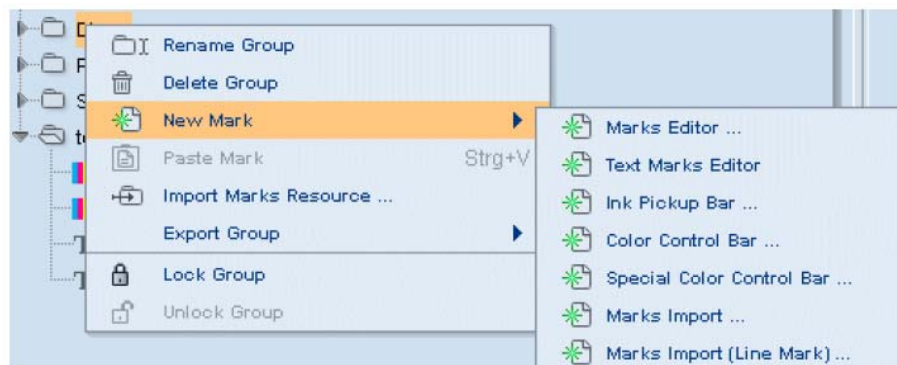 Rename Group
Delete Group
New Mark
Paste Mark Strg+V
Import Marks Resource ...
Export Group
Lock Group
Unlock Group
Marks Editor ...
Text Marks Editor
Ink Pickup Bar ...
Color Control Bar ...
Special Color Control Bar ...
Marks Import ...
Marks Import (Line Mark) ...